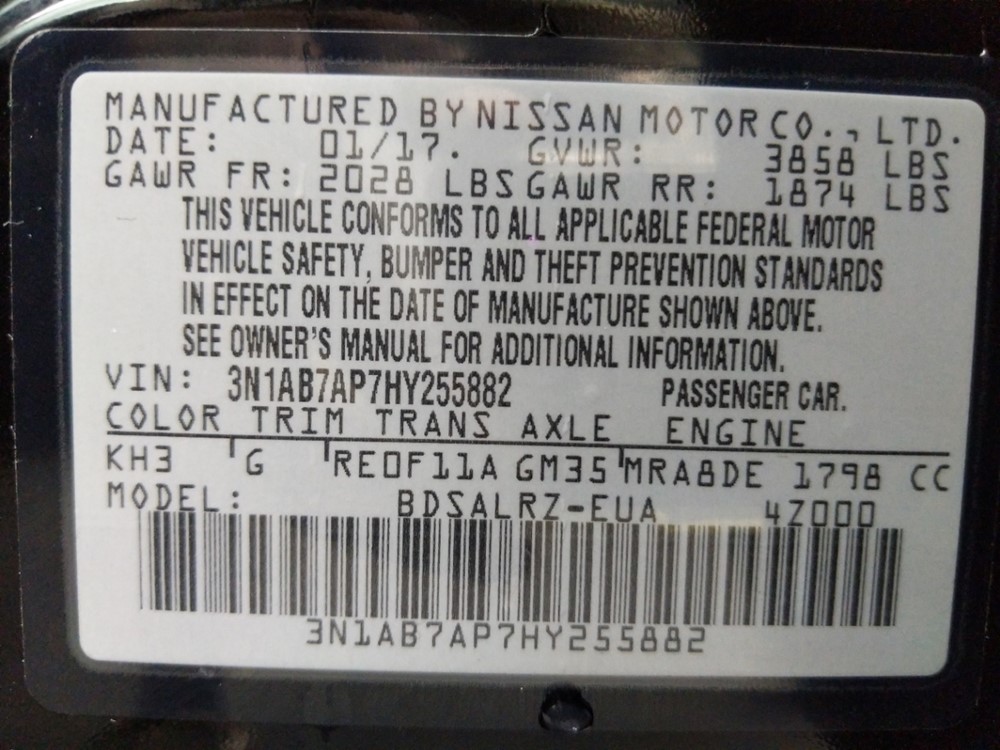 MANUFACTURED BY NISSAN MOTOR CO., LTD.
DATE: 01/17. GVWR: 3858 LBS
GAWR FR: 2028 LBS GAWR RR: 1874 LBS
THIS VEHICLE CONFORMS TO ALL APPLICABLE FEDERAL MOTOR
VEHICLE SAFETY, BUMPER AND THEFT PREVENTION STANDARDS
IN EFFECT ON THE DATE OF MANUFACTURE SHOWN ABOVE.
SEE OWNER'S MANUAL FOR ADDITIONAL INFORMATION.
VIN: 3N1AB7AP7HY255882 PASSENGER CAR.
COLOR TRIM TRANS AXLE ENGINE
KH3 G RE0F11A GM35 MRA8DE 1798 CC
MODEL: BDSALRZ-EUA 4Z000
3N1AB7AP7HY255882